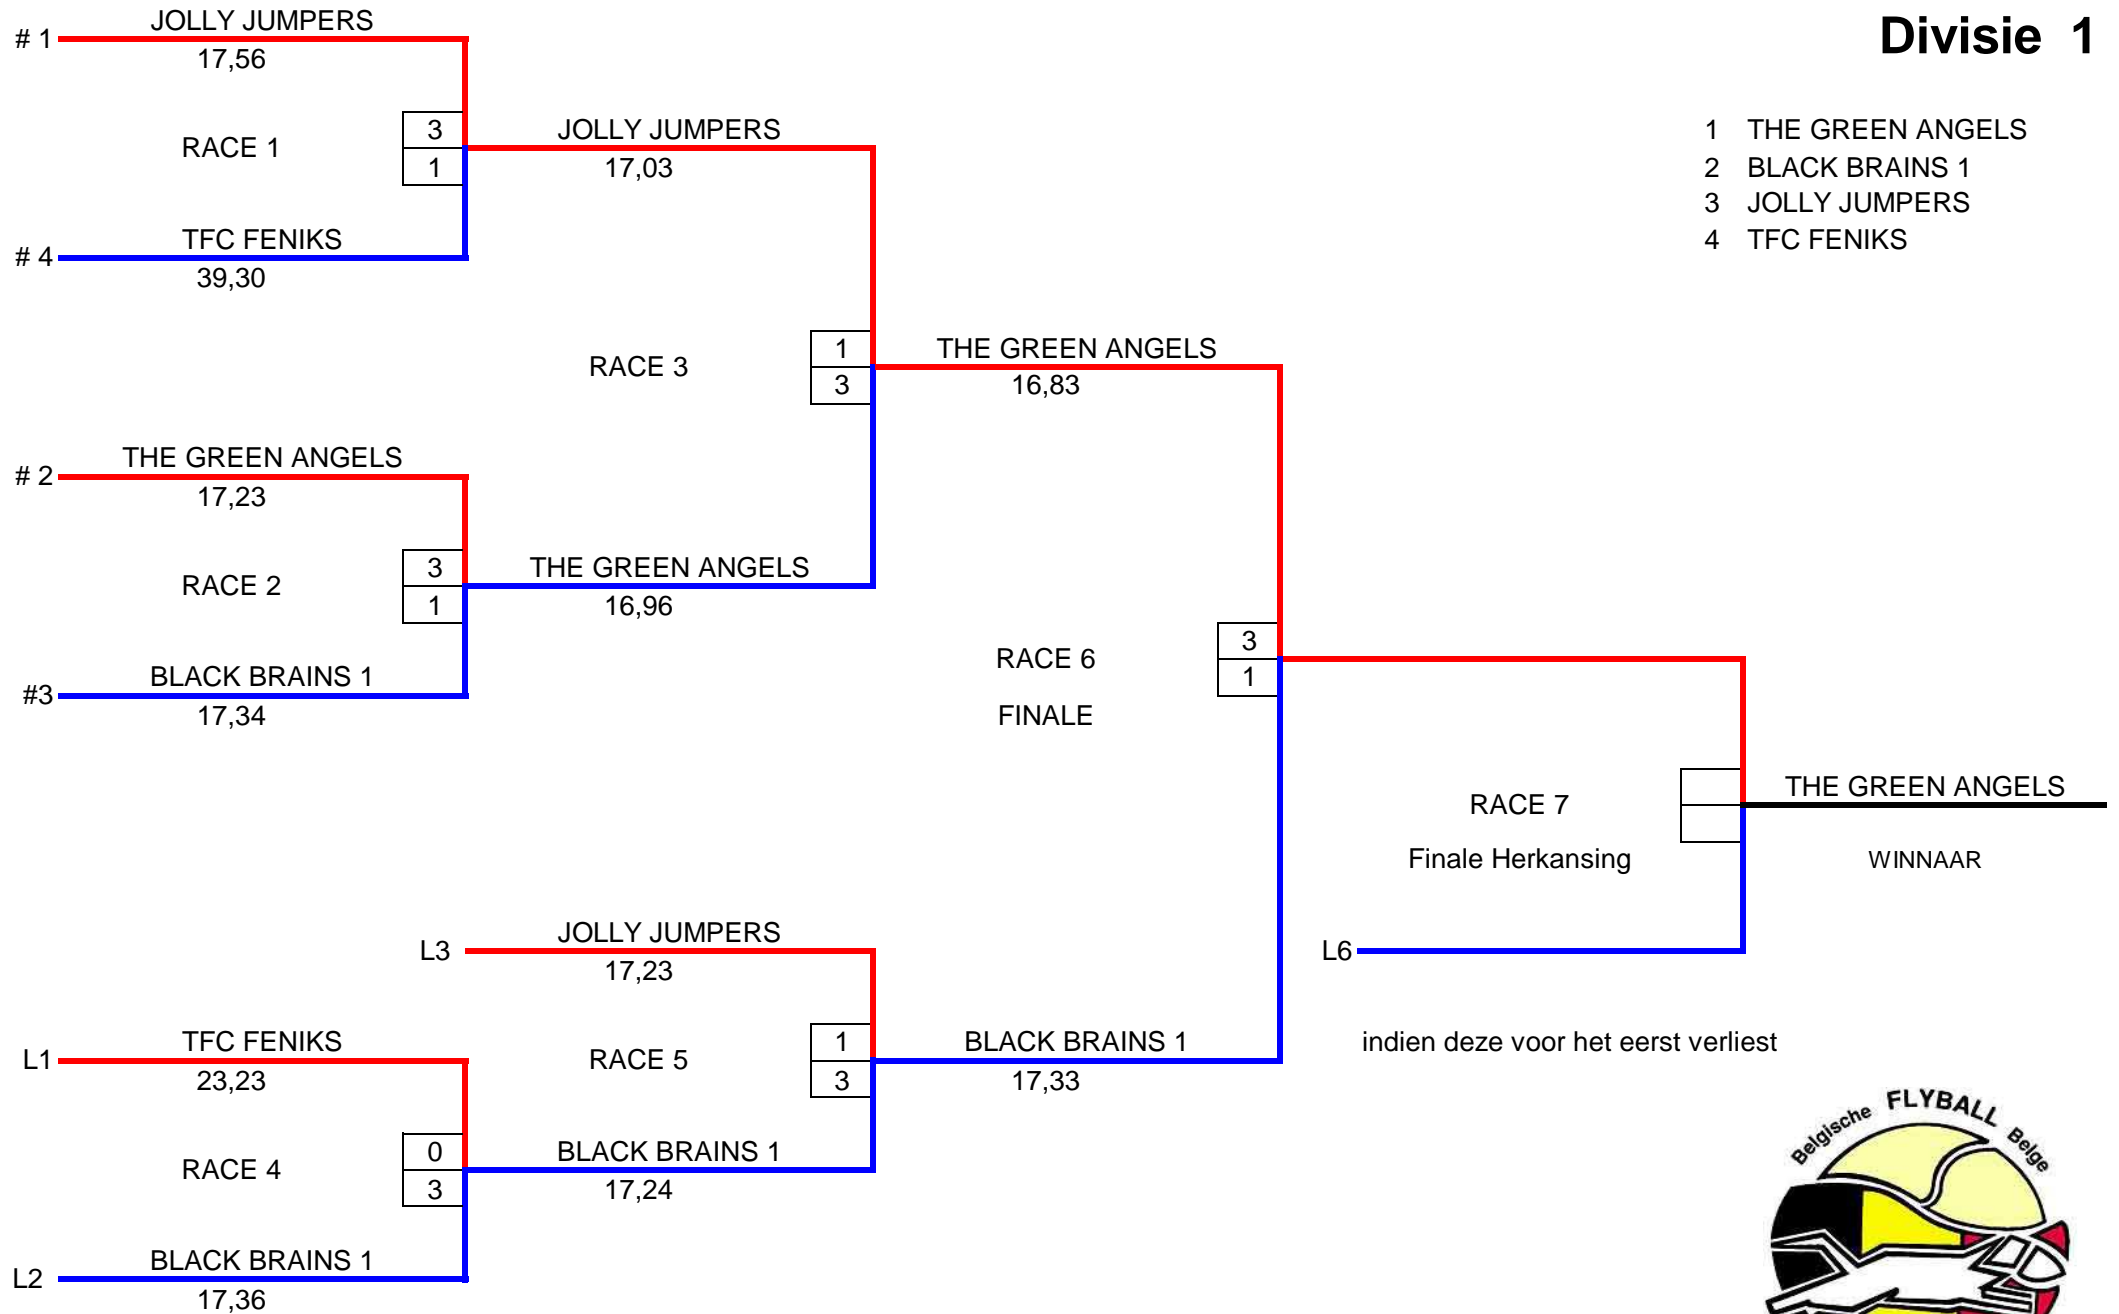 Divisie 1
JOLLY JUMPERS
# 1
17,56
RACE 1
3
1
TFC FENIKS
# 4
39,30
JOLLY JUMPERS
17,03
1 THE GREEN ANGELS
2 BLACK BRAINS 1
3 JOLLY JUMPERS
4 TFC FENIKS
RACE 3
1
3
THE GREEN ANGELS
16,83
THE GREEN ANGELS
# 2
17,23
RACE 2
3
1
THE GREEN ANGELS
16,96
BLACK BRAINS 1
#3
17,34
RACE 6
3
1
FINALE
RACE 7
Finale Herkansing
THE GREEN ANGELS
WINNAAR
JOLLY JUMPERS
L3
17,23
L6
TFC FENIKS
L1
23,23
RACE 5
1
3
BLACK BRAINS 1
17,33
indien deze voor het eerst verliest
RACE 4
0
3
BLACK BRAINS 1
17,24
BLACK BRAINS 1
L2
17,36
Belgische FLYBALL Belge